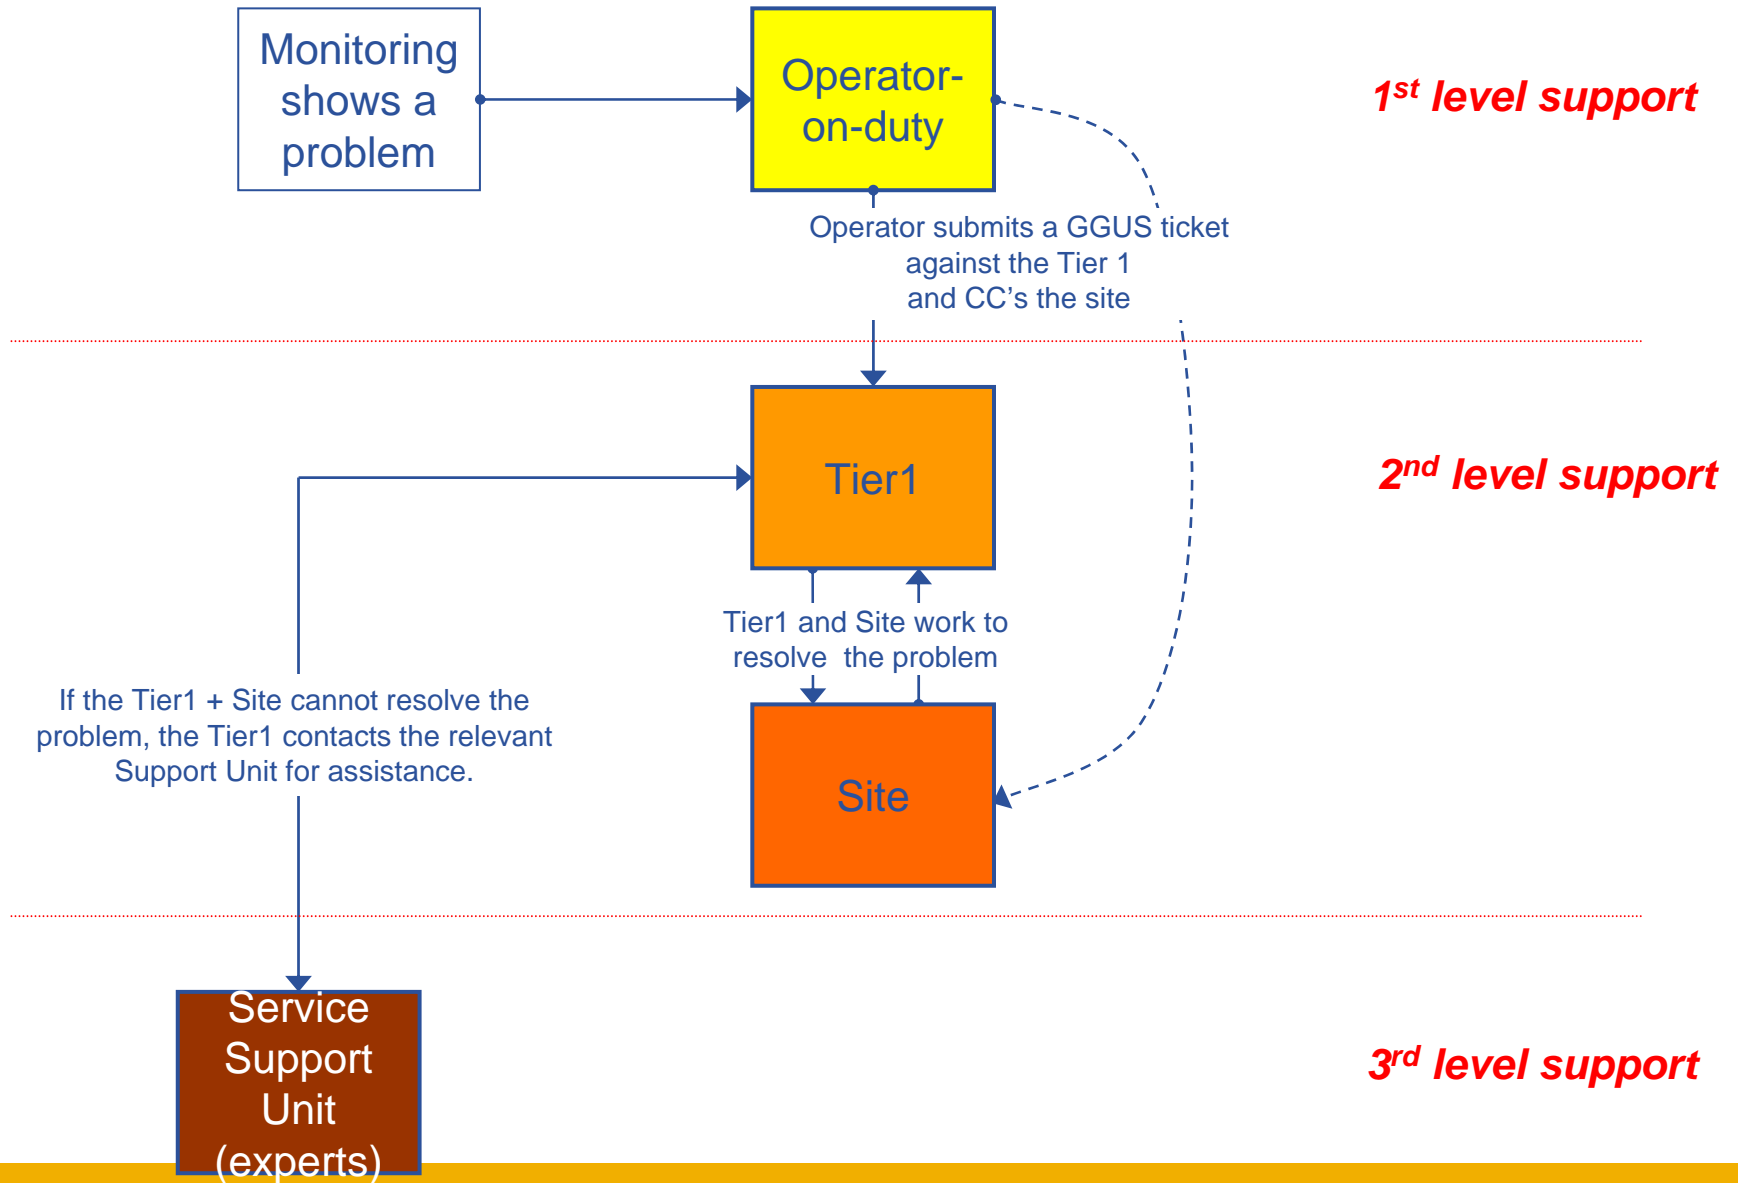 Monitoring
shows a
problem
Operator-
on-duty
1st level support
Operator submits a GGUS ticket
against the Tier 1
and CC's the site
Tier1
2nd level support
Tier1 and Site work to
resolve  the problem
If the Tier1 + Site cannot resolve the
problem, the Tier1 contacts the relevant
Support Unit for assistance.
Site
Service
Support
Unit
(experts)
3rd level support